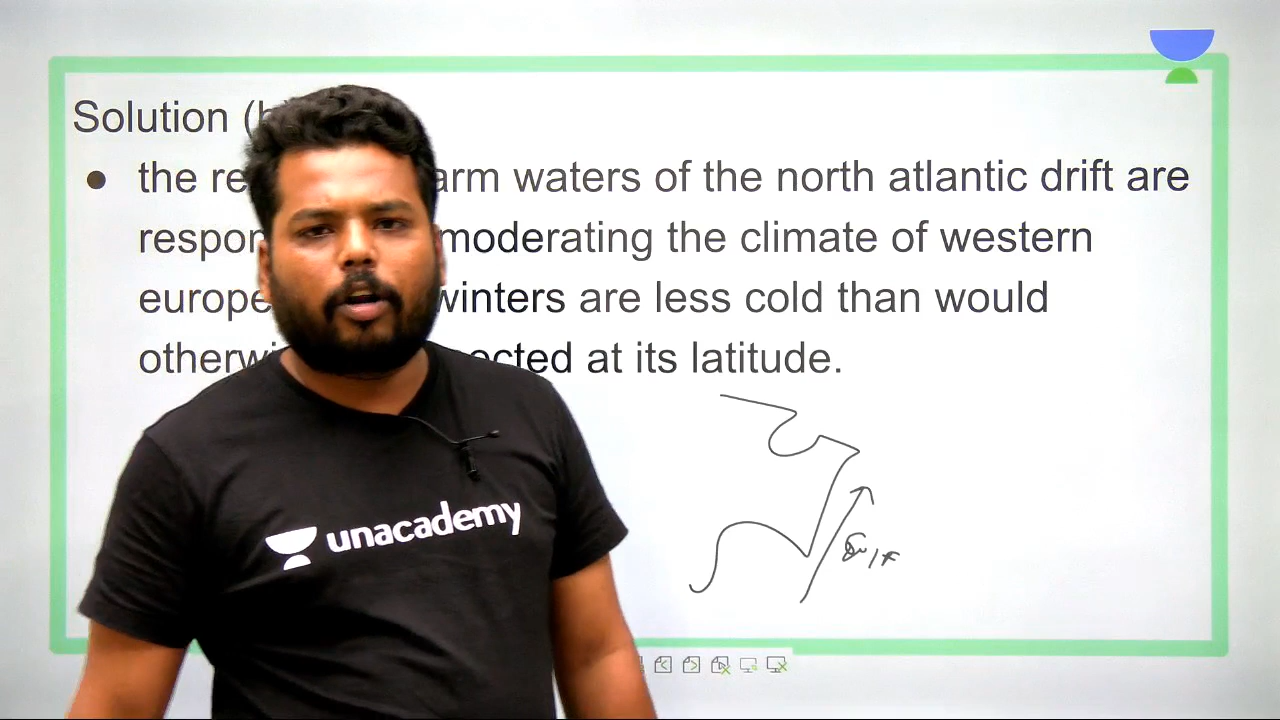 Solution (
the re arm waters of the north atlantic drift are
respon moderating the climate of western
europe winters are less cold than would
otherwi ected at its latitude.
unacademy